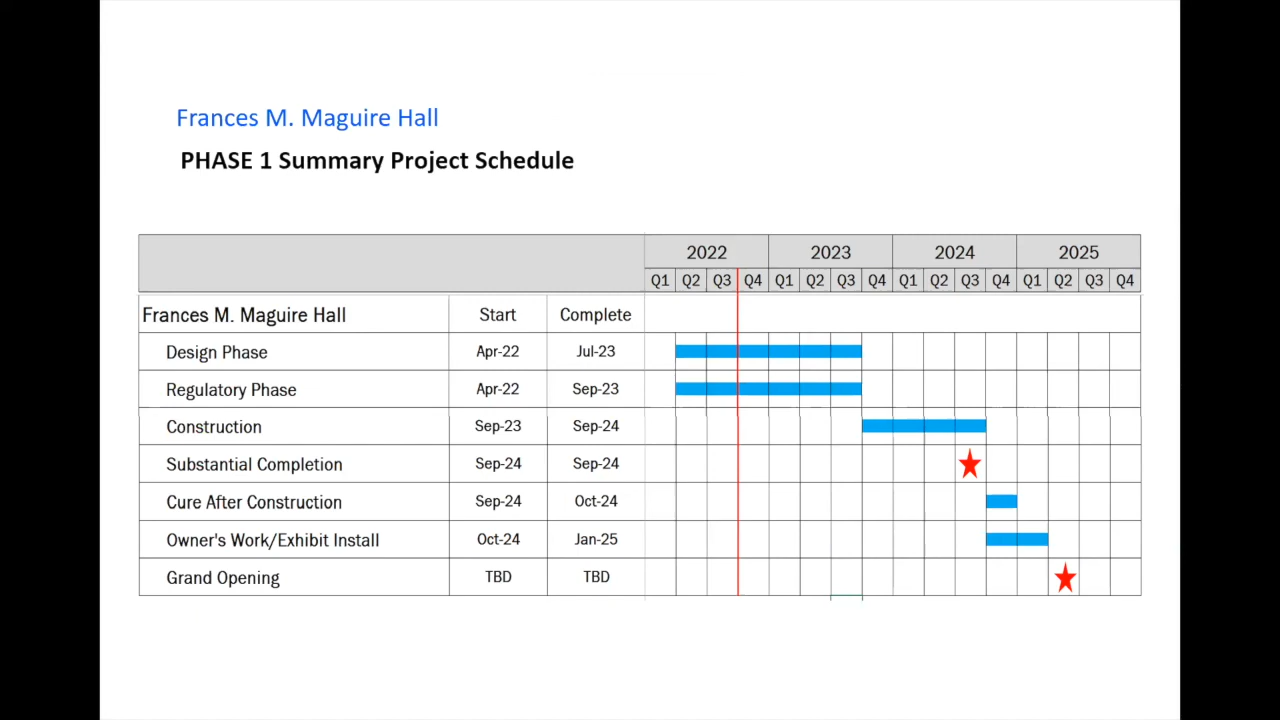 Frances M. Maguire Hall
PHASE 1 Summary Project Schedule
2022 2023 2024 2025
Q1 Q2 Q3 Q4 Q1 Q2 Q3 Q4 Q1 Q2 Q3 Q4 Q1 Q2 Q3 Q4
Frances M. Maguire Hall Start Complete
Design Phase Apr-22 Jul-23
Regulatory Phase Apr-22 Sep-23
Construction Sep-23 Sep-24
Substantial Completion Sep-24 Sep-24
Cure After Construction Sep-24 Oct-24
Owner's Work/Exhibit Install Oct-24 Jan-25
Grand Opening TBD TBD